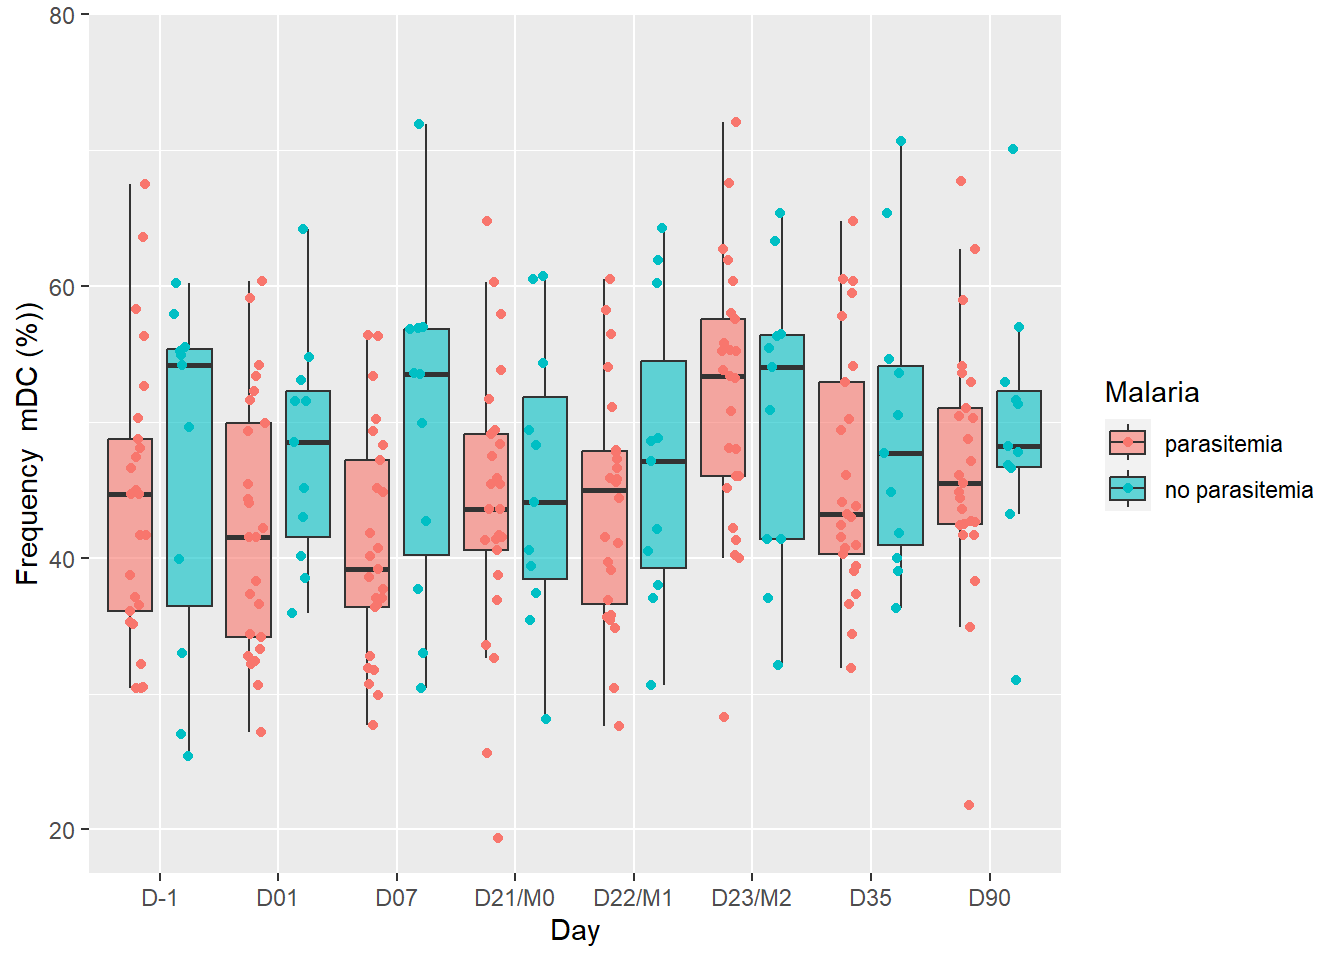 80
60
40
20
Frequency  mDC (%))
D-1 D01 D07 D21/M0 D22/M1 D23/M2 D35 D90
Day
Malaria
parasitemia
no parasitemia